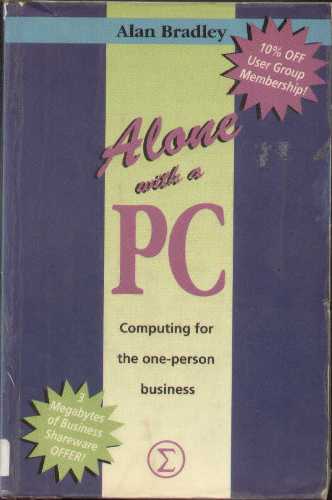 Alan Bradley
10% OFF
User Group
Membership!
Alone
with a
PC
Computing for
the one-person
business
3
Megabytes
of Business
Shareware
OFFER!
Σ